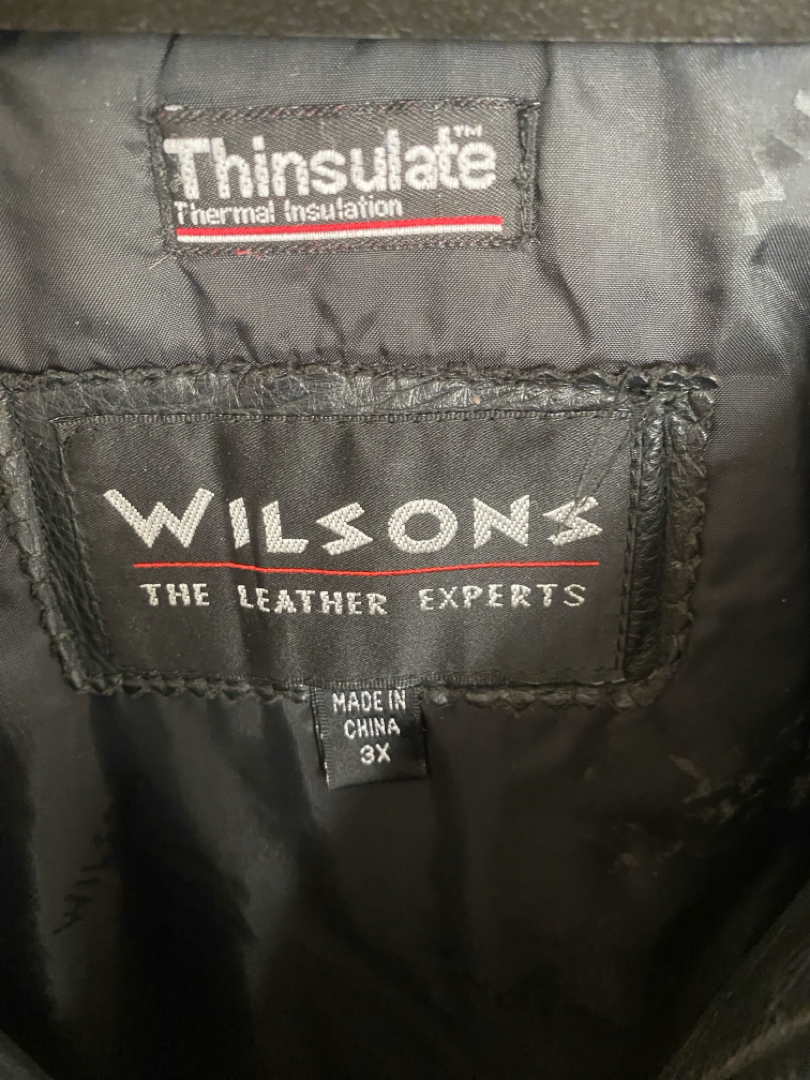 Thinsulate™
Thermal Insulation
WILSONS
THE LEATHER EXPERTS
MADE IN
CHINA
3X